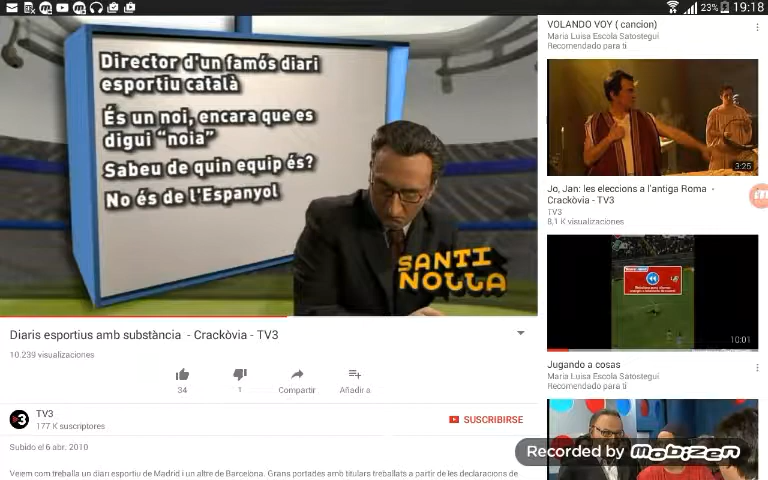 23% 19:18
Director d'un famós diari
esportiu català
És un noi, encara que es
digui "noia"
Sabeu de quin equip és?
No és de l'Espanyol
SANTI
NOLLA
Diaris esportius amb substància - Crackòvia - TV3
10.239 visualizaciones
34
1
Compartir
Añadir a
TV3
177 K suscriptores
SUSCRIBIRSE
Subido el 6 abr. 2010
Veiem com treballa un diari esportiu de Madrid i un altre de Barcelona. Grans portades amb titulars treballats a partir de les declaracions de
VOLANDO VOY ( cancion)
Maria Luisa Escola Satostegui
Recomendado para ti
3:25
Jo, Jan: les eleccions a l'antiga Roma -
Crackòvia - TV3
TV3
8,1 K visualizaciones
10:01
Jugando a cosas
Maria Luisa Escola Satostegui
Recomendado para ti
Recorded by mobizen